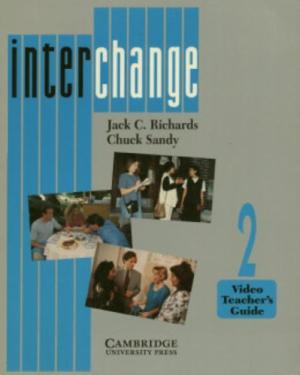 interchange
Jack C. Richards
Chuck Sandy
2
Video
Teacher's
Guide
CAMBRIDGE
UNIVERSITY PRESS